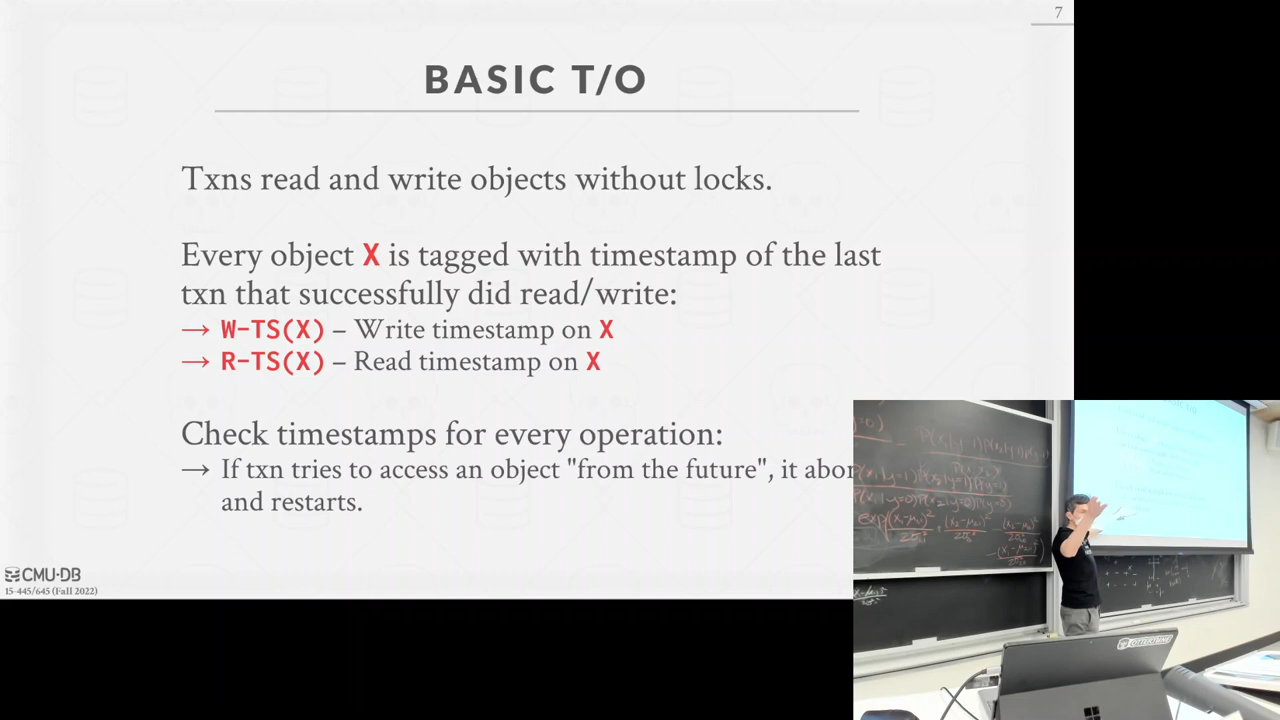 7
BASIC T/O
Txns read and write objects without locks.
Every object X is tagged with timestamp of the last
txn that successfully did read/write:
→ W-TS(X) – Write timestamp on X
→ R-TS(X) – Read timestamp on X
Check timestamps for every operation:
→ If txn tries to access an object "from the future", it abor
and restarts.
CMU·DB
15-445/645 (Fall 2022)
OTTERTUNE